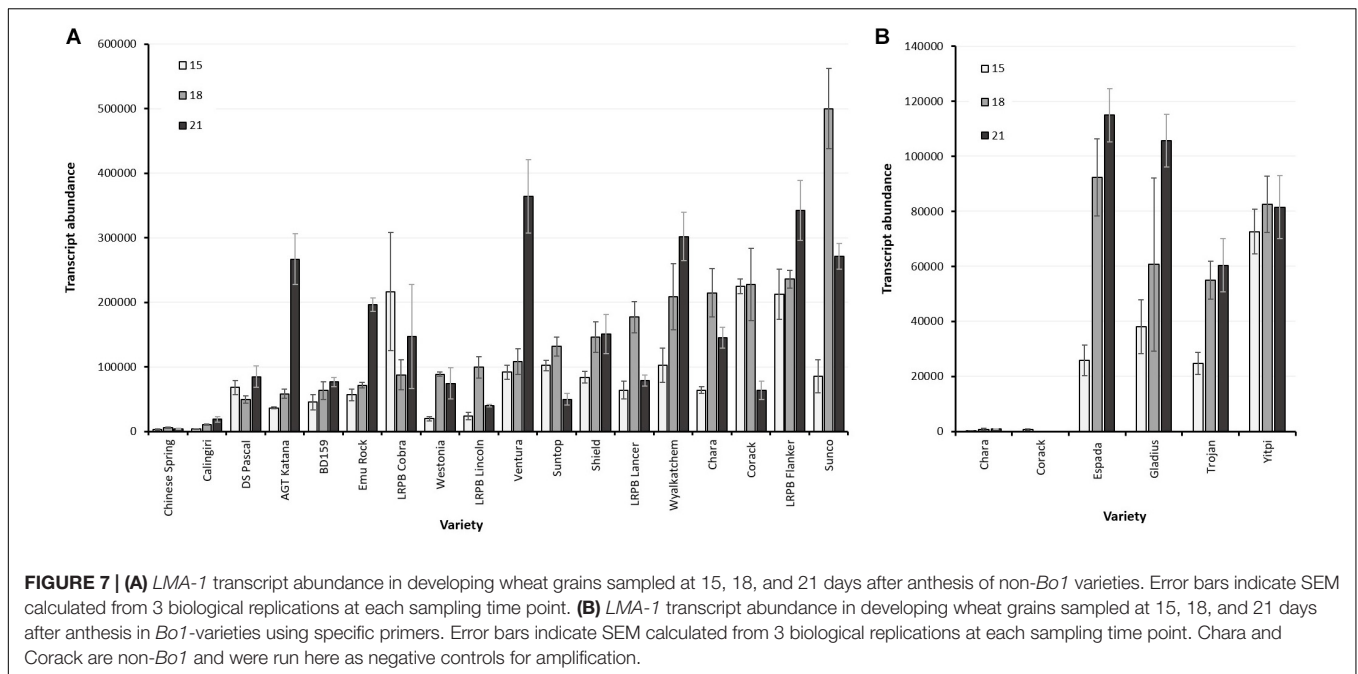 A
600000
500000
400000
300000
200000
100000
0
Transcript abundance
15
18
21
Chinese Spring
Calingiri
DS Pascal
AGT Katana
BD159
Emu Rock
LRPB Cobra
Westonia
LRPB Lincoln
Ventura
Suntop
Shield
LRPB Lancer
Wyalkatchem
Chara
Corack
LRPB Flanker
Sunco
Variety
B
140000
120000
100000
80000
60000
40000
20000
0
Transcript abundance
15
18
21
Chara
Corack
Espada
Gladius
Trojan
Yitpi
Variety
FIGURE 7 | (A) LMA-1 transcript abundance in developing wheat grains sampled at 15, 18, and 21 days after anthesis of non-Bo1 varieties. Error bars indicate SEM
calculated from 3 biological replications at each sampling time point. (B) LMA-1 transcript abundance in developing wheat grains sampled at 15, 18, and 21 days
after anthesis in Bo1-varieties using specific primers. Error bars indicate SEM calculated from 3 biological replications at each sampling time point. Chara and
Corack are non-Bo1 and were run here as negative controls for amplification.